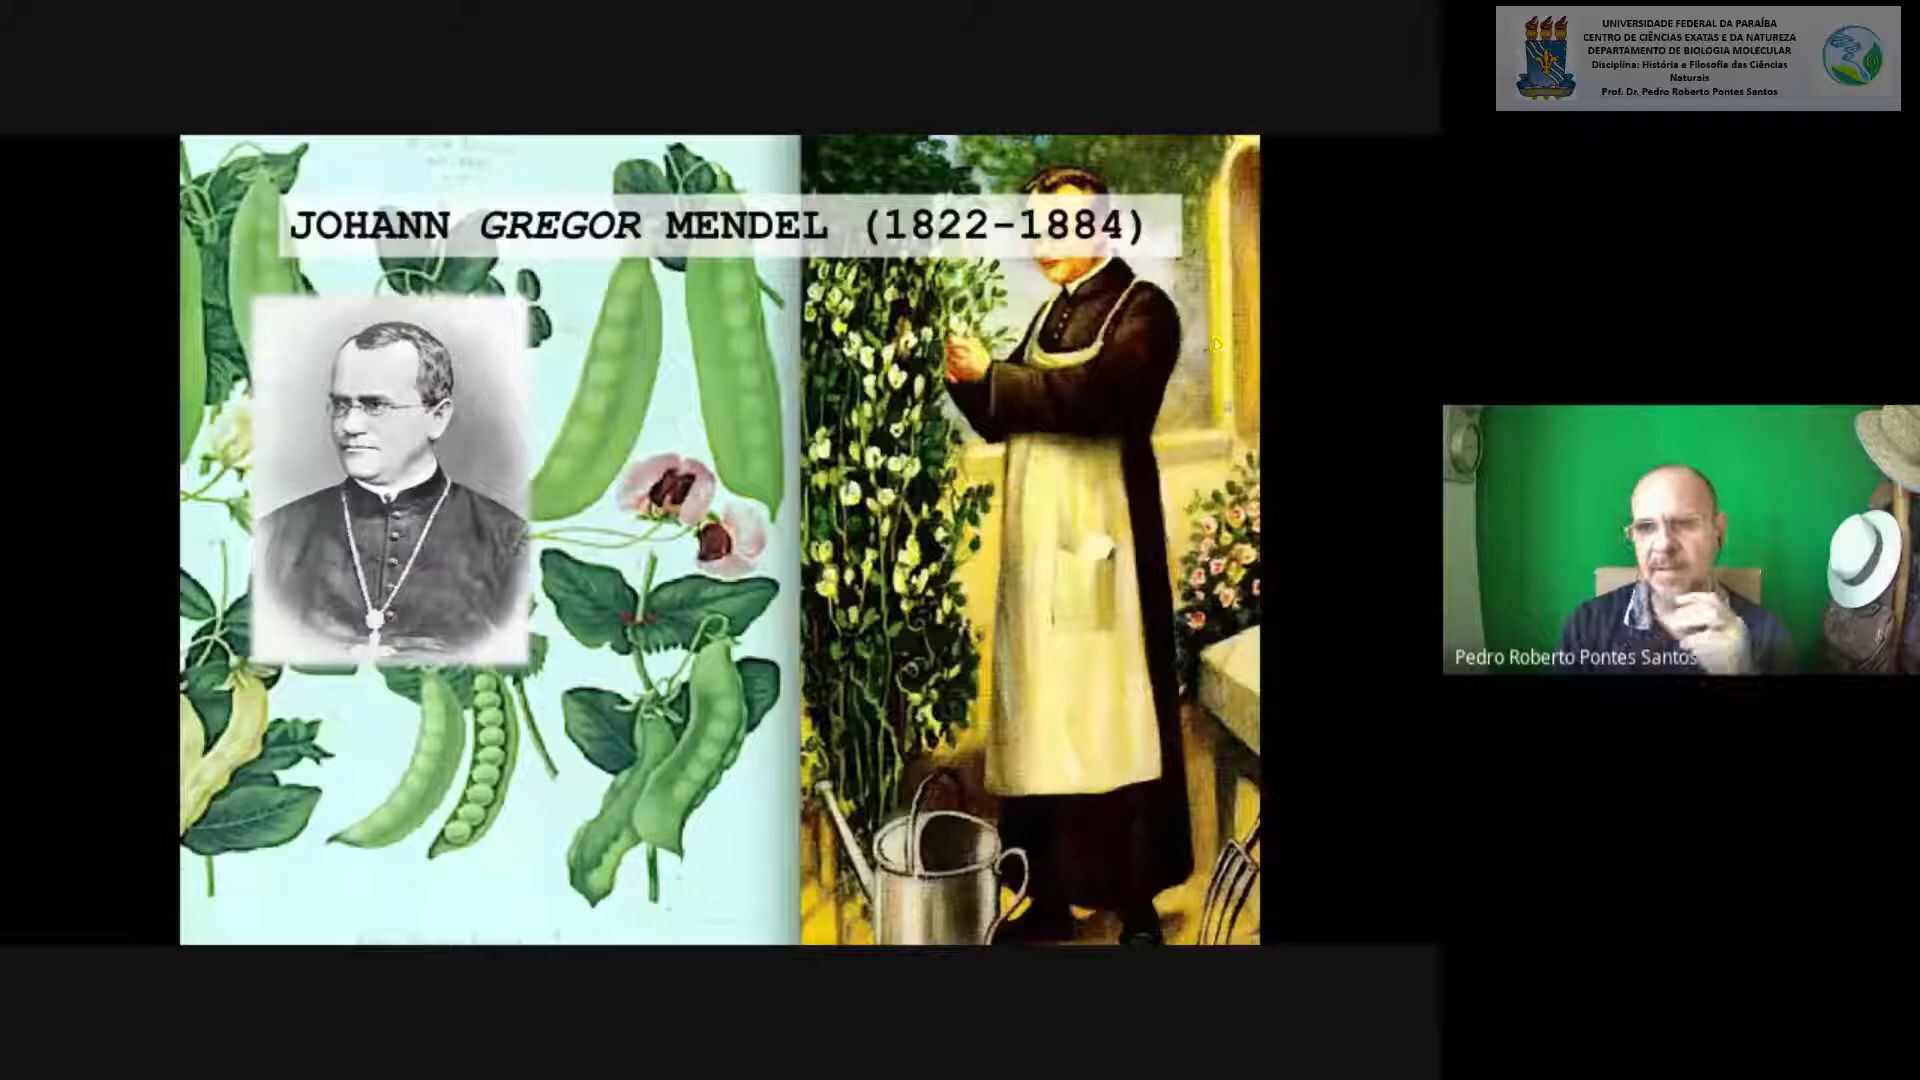 UNIVERSIDADE FEDERAL DA PARAÍBA
CENTRO DE CIÊNCIAS EXATAS E DA NATUREZA
DEPARTAMENTO DE BIOLOGIA MOLECULAR
Disciplina: História e Filosofia das Ciências
Naturais
Prof. Dr. Pedro Roberto Pontes Santos
JOHANN GREGOR MENDEL (1822-1884)
Pedro Roberto Pontes Santos